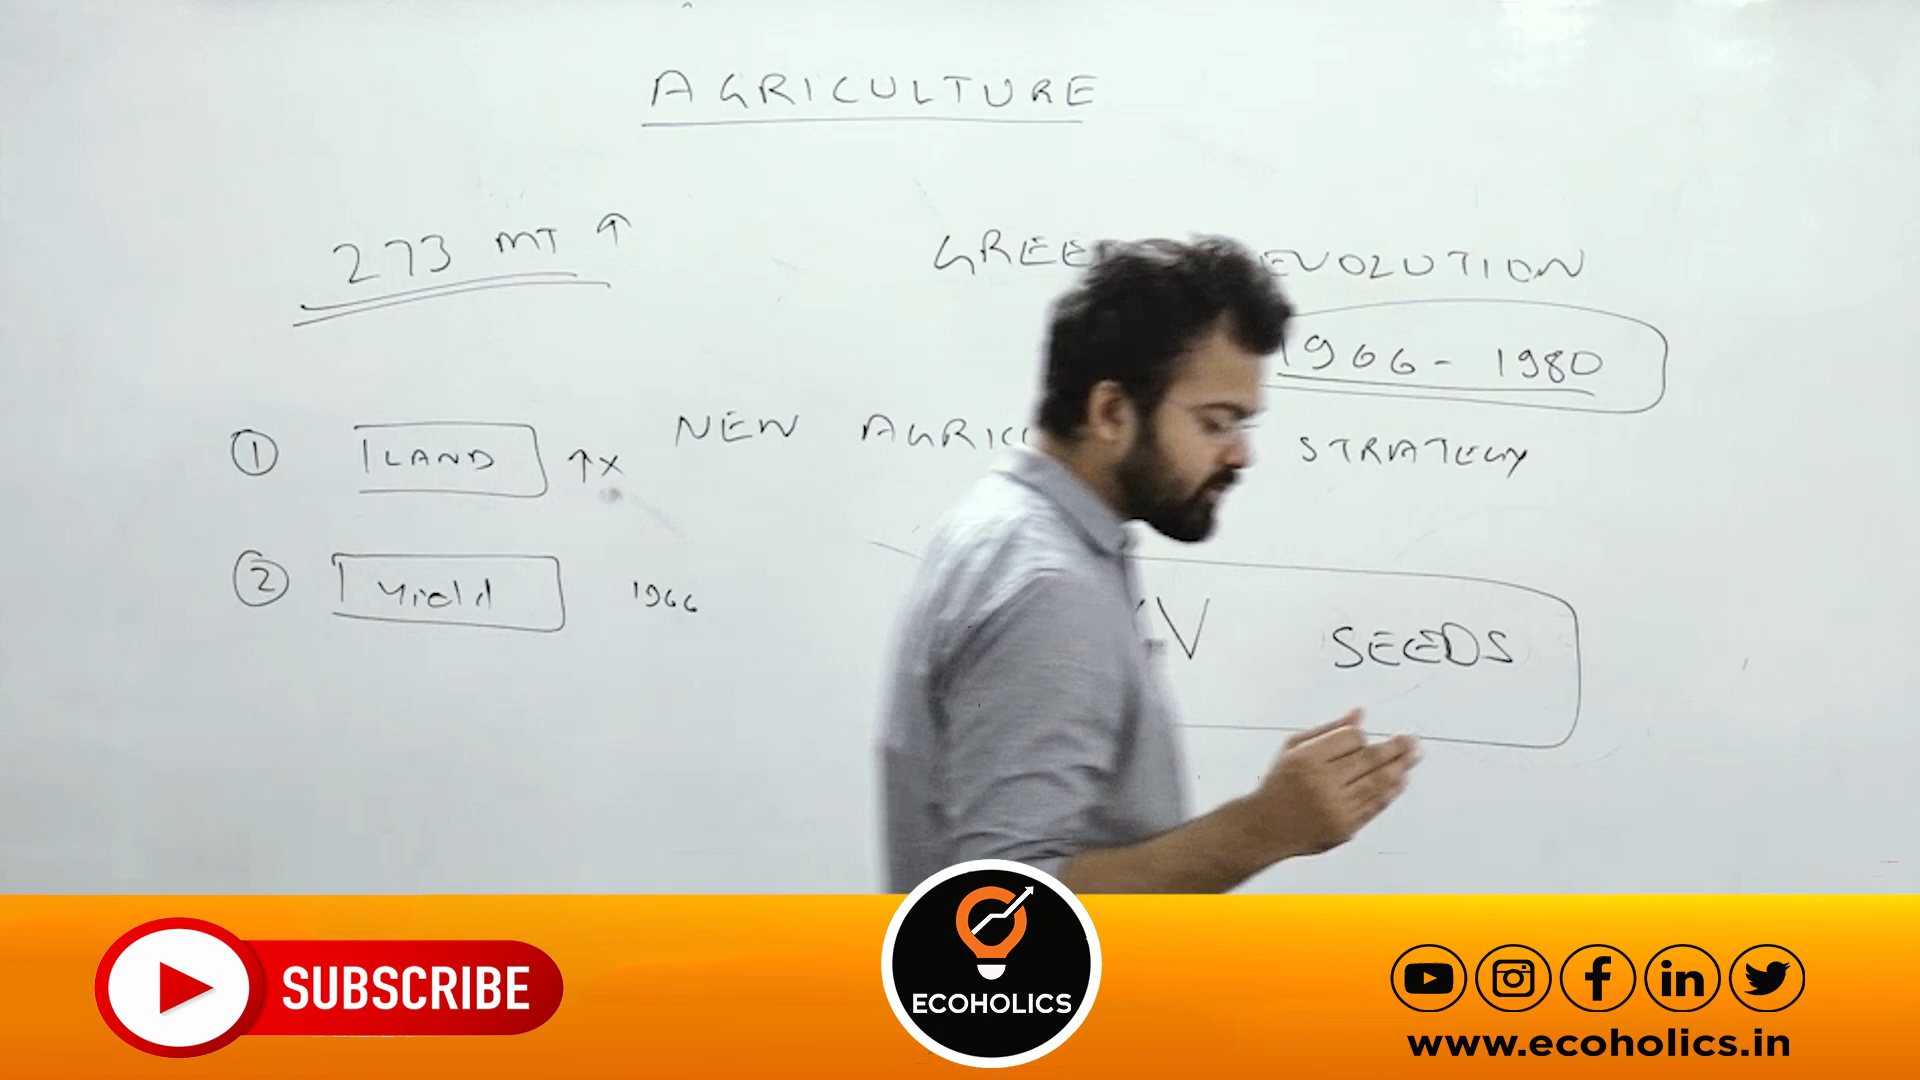 AGRICULTURE
273 MT ↑
GREE EVOLUTION
1966 - 1980
① LAND ↑x
NEW AGRIC STRATEGY
② Yield 1966
V SEEDS
SUBSCRIBE
ECOHOLICS
www.ecoholics.in